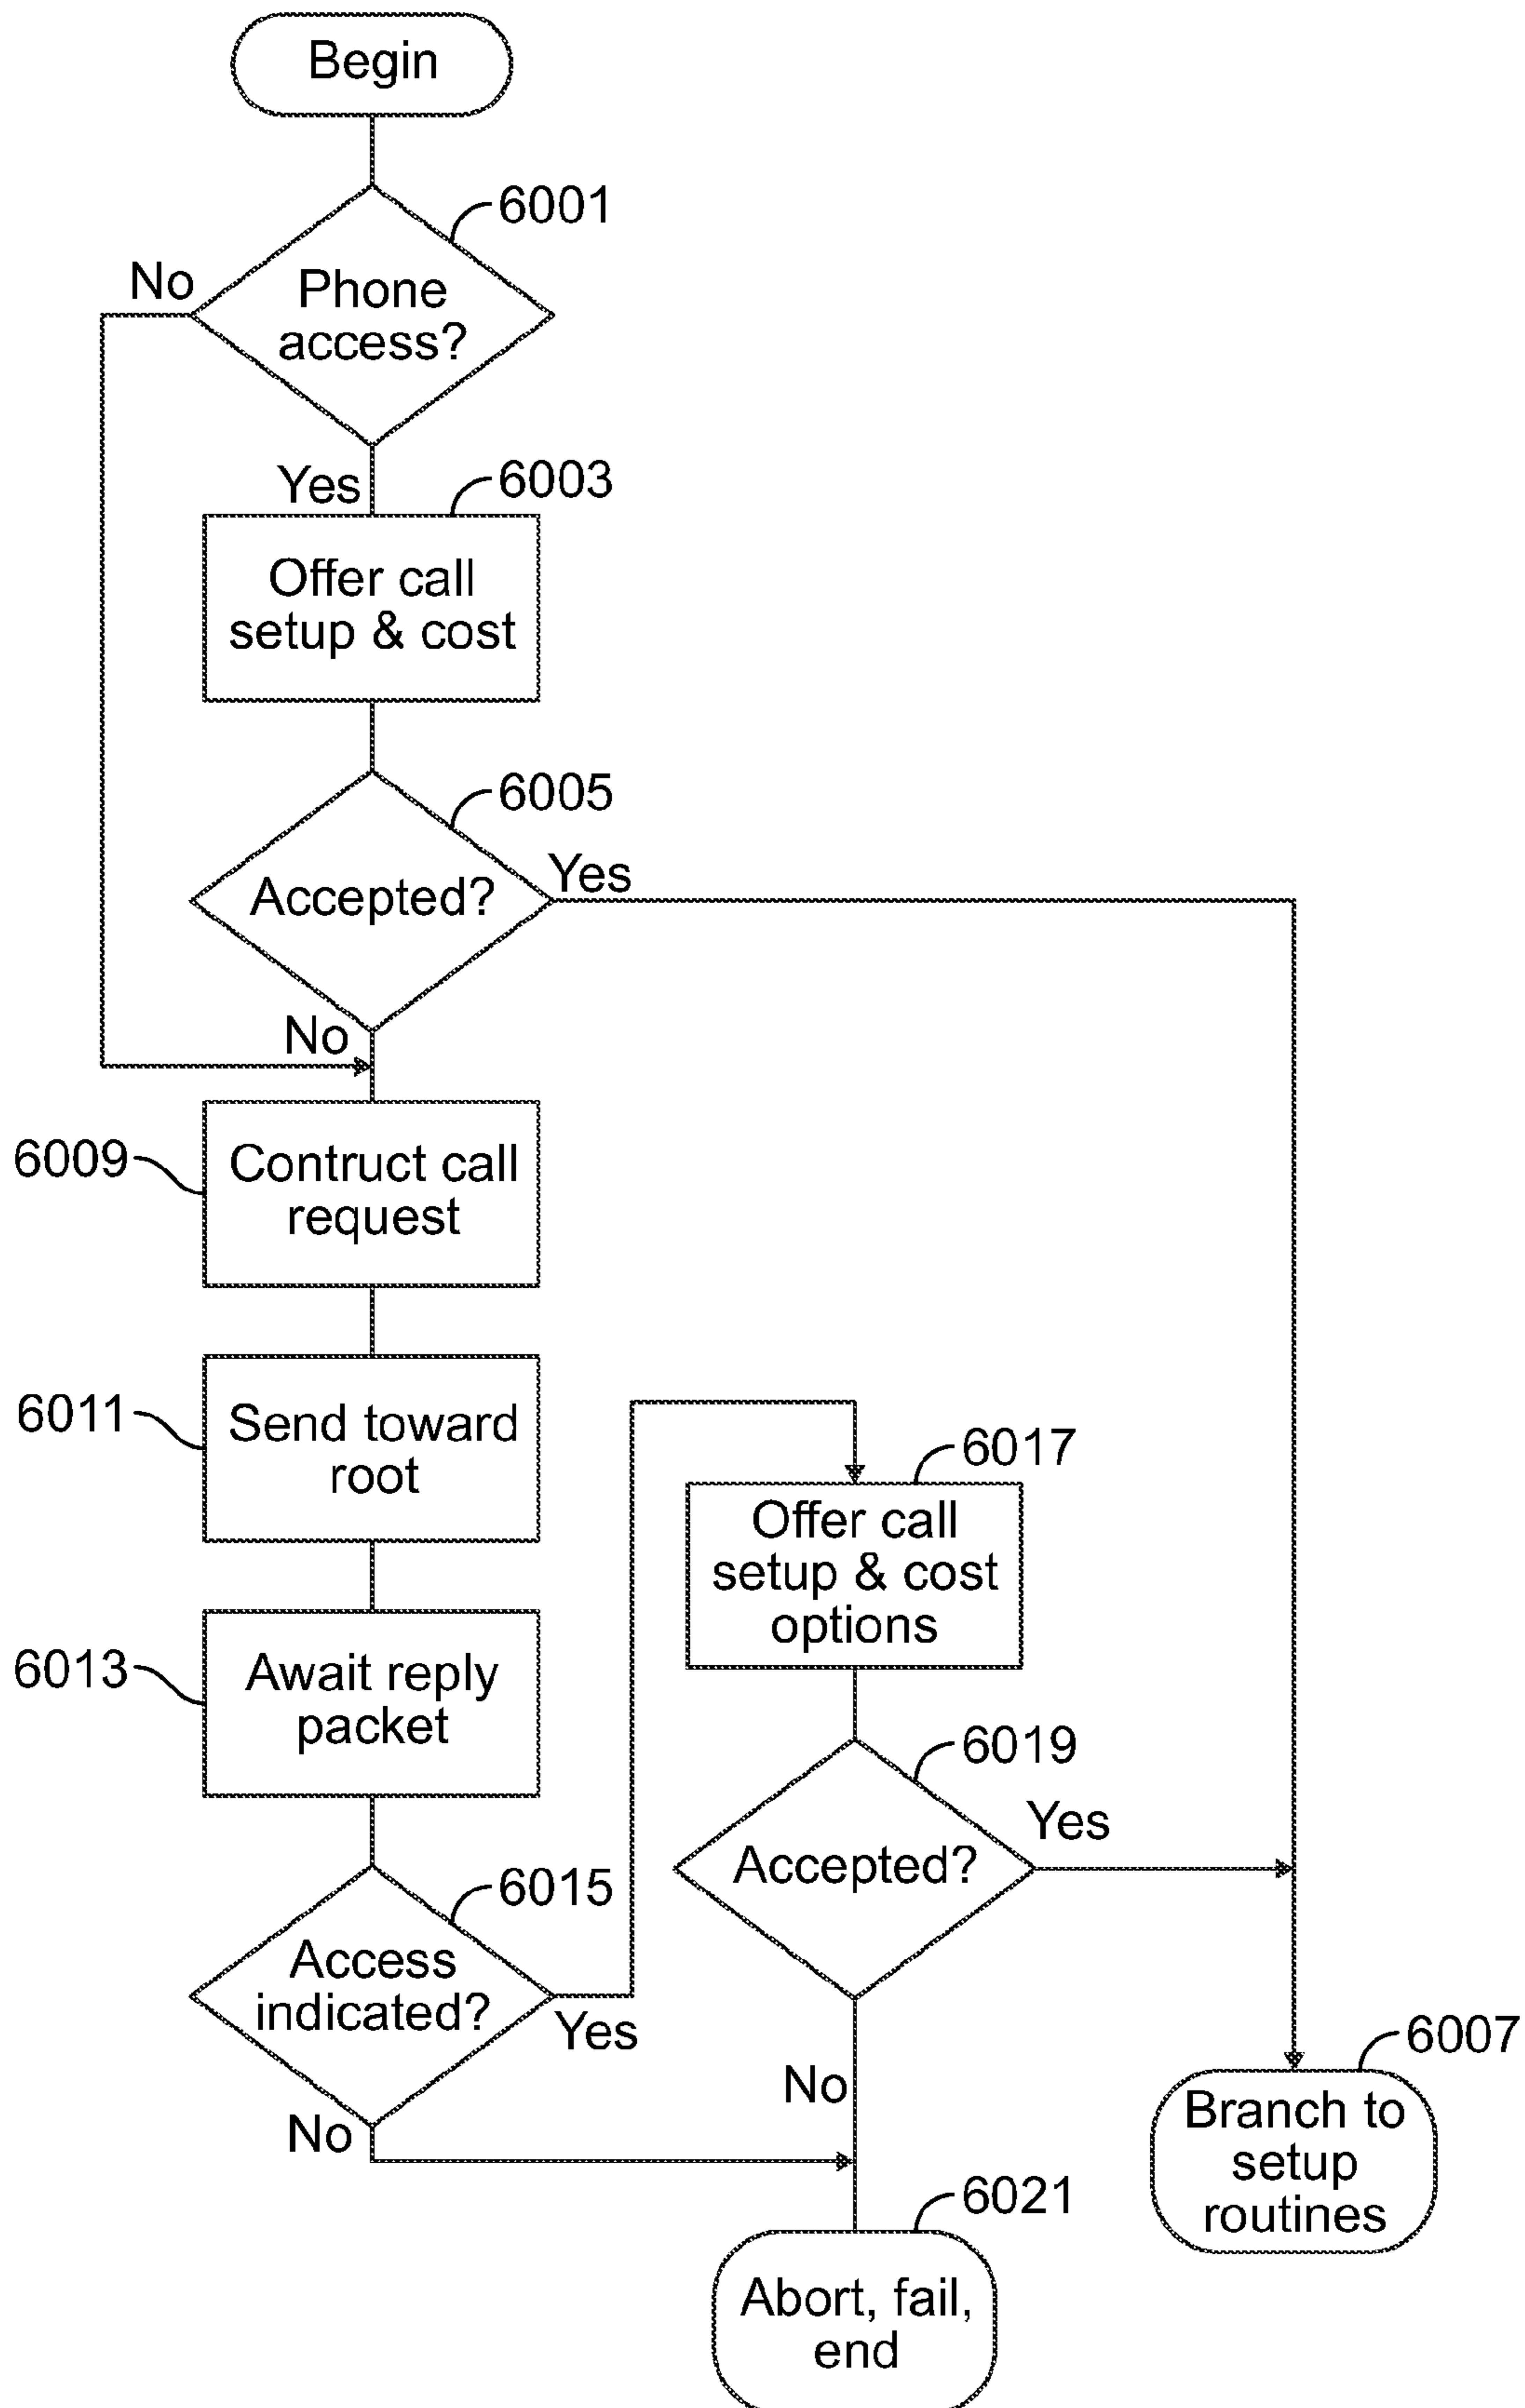 Begin
6001
No
Phone
access?
Yes
6003
Offer call
setup & cost
6005
Accepted?
Yes
No
6009
Contruct call
request
6011
Send toward
root
6013
Await reply
packet
6015
Access
indicated?
Yes
No
6017
Offer call
setup & cost
options
6019
Accepted?
Yes
No
6007
Branch to
setup
routines
6021
Abort, fail,
end